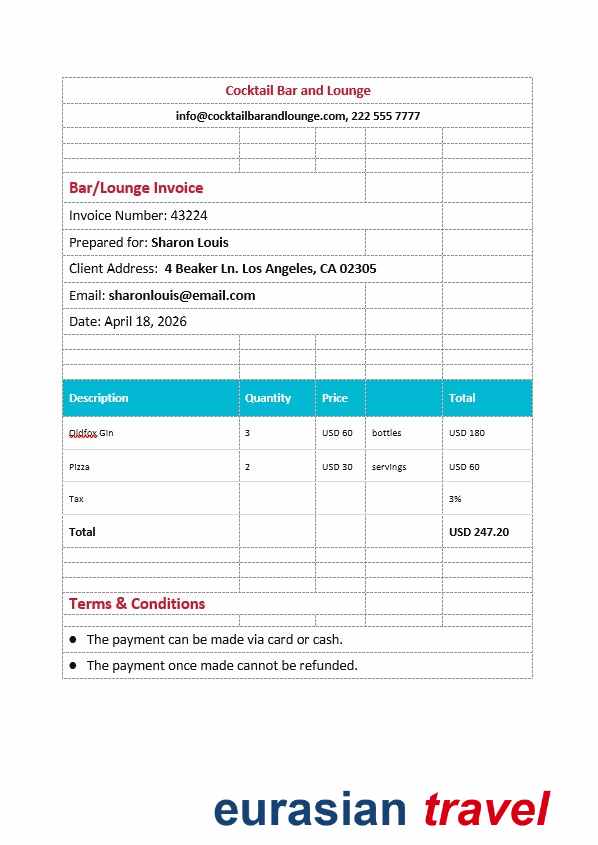 Cocktail Bar and Lounge
info@cocktailbarandlounge.com, 222 555 7777
Bar/Lounge Invoice
Invoice Number: 43224
Prepared for: Sharon Louis
Client Address: 4 Beaker Ln. Los Angeles, CA 02305
Email: sharonlouis@email.com
Date: April 18, 2026
Description Quantity Price Total
Oldfox Gin 3 USD 60 bottles USD 180
Pizza 2 USD 30 servings USD 60
Tax 3%
Total USD 247.20
Terms & Conditions
● The payment can be made via card or cash.
● The payment once made cannot be refunded.
eurasian travel